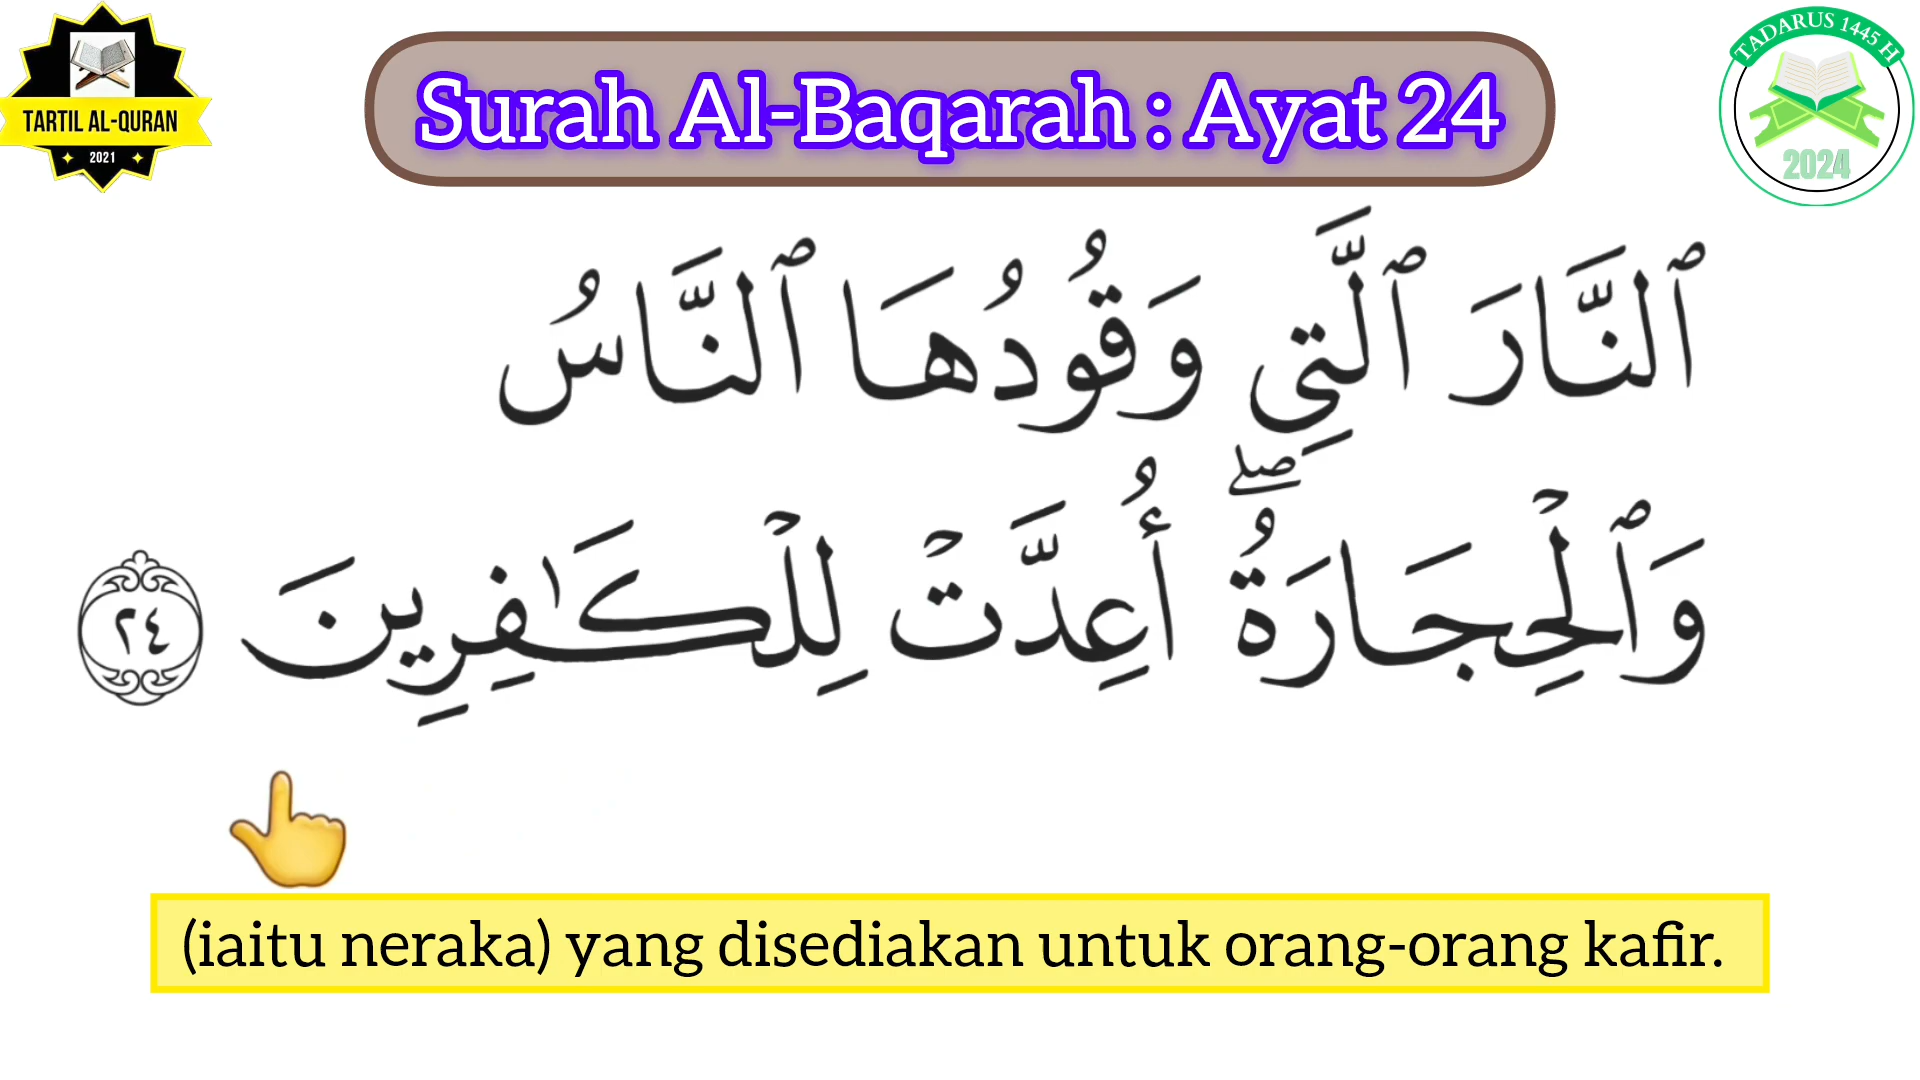 TARTIL AL-QURAN
2021
Surah Al-Baqarah : Ayat 24
TADARUS 1445 H
2024
ٱلنَّارَ ٱلَّتِي وَقُودُهَا ٱلنَّاسُ
وَٱلْحِجَارَةُۖ أُعِدَّتْ لِلْكَٰفِرِينَ ٢٤
(iaitu neraka) yang disediakan untuk orang-orang kafir.